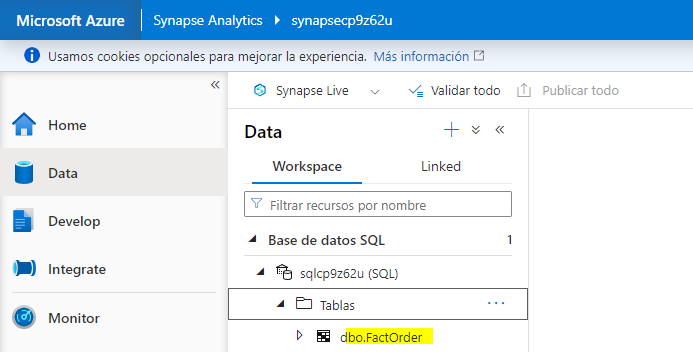 Microsoft Azure Synapse Analytics synapsecp9z62u
Usamos cookies opcionales para mejorar la experiencia. Más información
Home
Data
Develop
Integrate
Monitor
Synapse Live Validar todo Publicar todo
Data
Workspace Linked
Filtrar recursos por nombre
Base de datos SQL 1
sqlcp9z62u (SQL)
Tablas
dbo.FactOrder